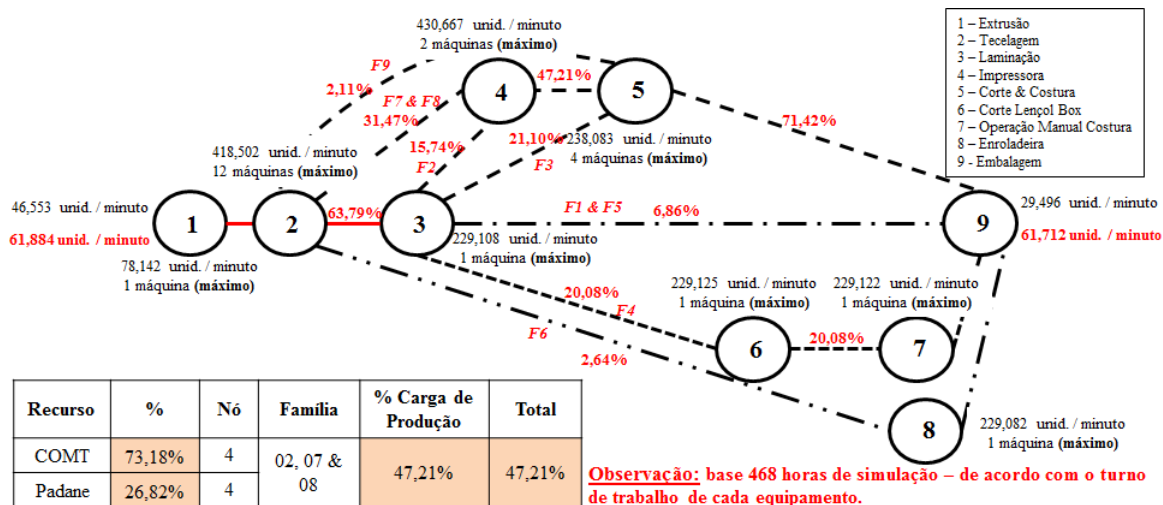 430,667 unid. / minuto
2 máquinas (máximo)
1 – Extrusão
2 – Tecelagem
3 – Laminação
4 – Impressora
5 – Corte & Costura
6 – Corte Lençol Box
7 – Operação Manual Costura
8 – Enroladeira
9 - Embalagem
F9
2,11%
F7 & F8
31,47%
4
47,21%
5
71,42%
15,74%
F2
21,10%
F3
238,083 unid. / minuto
4 máquinas (máximo)
418,502 unid. / minuto
12 máquinas (máximo)
46,553 unid. / minuto
61,884 unid. / minuto
1
2
63,79%
3
F1 & F5
6,86%
9
29,496 unid. / minuto
61,712 unid. / minuto
78,142 unid. / minuto
1 máquina (máximo)
229,108 unid. / minuto
1 máquina (máximo)
20,08%
F4
F6
2,64%
229,125 unid. / minuto
1 máquina (máximo)
229,122 unid. / minuto
1 máquina (máximo)
6
20,08%
7
8
229,082 unid. / minuto
1 máquina (máximo)
Recurso % Nó Família % Carga de Produção Total
COMT 73,18% 4 02, 07 & 08 47,21% 47,21%
Padane 26,82% 4
Observação: base 468 horas de simulação – de acordo com o turno
de trabalho de cada equipamento.